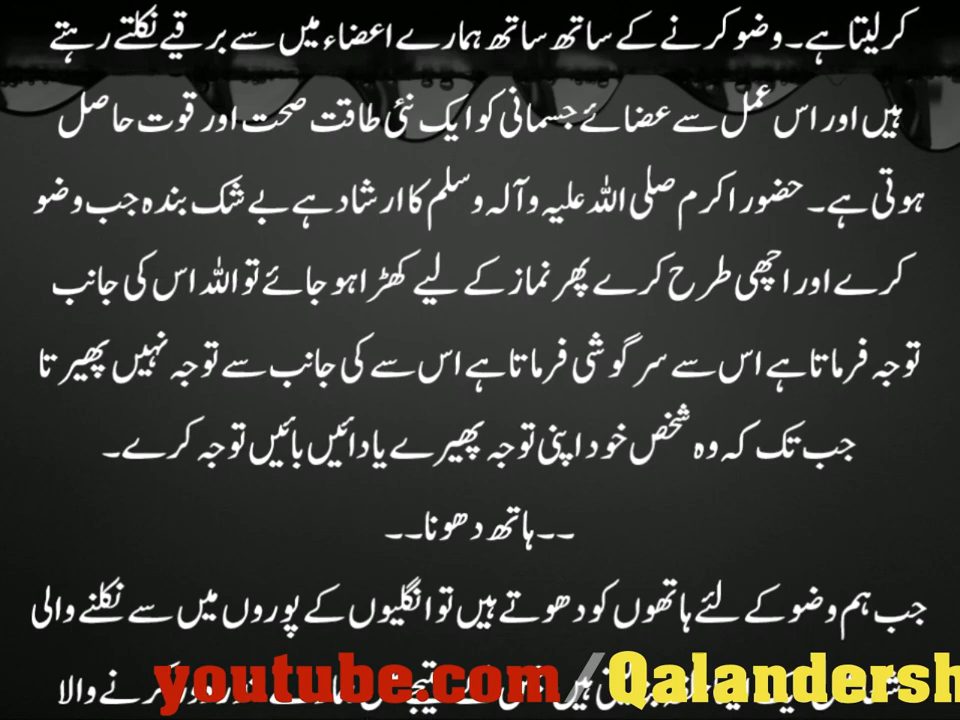 کر لیتا ہے۔ وضو کرنے کے ساتھ ساتھ ہمارے اعضاء میں سے برقیے نکلتے رہتے
ہیں اور اس عمل سے عضائے جسمانی کو ایک نئی طاقت صحت اور قوت حاصل
ہوتی ہے۔ حضور اکرم صلی اللہ علیہ وآلہ وسلم کا ارشاد ہے بے شک بندہ جب وضو
کرے اور اچھی طرح کرے پھر نماز کے لیے کھڑا ہو جائے تو اللہ اس کی جانب
توجہ فرماتا ہے اس سے سرگوشی فرماتا ہے اس سے کی جانب سے توجہ نہیں پھیرتا
جب تک کہ وہ شخص خود اپنی توجہ پھیرے یا دائیں بائیں توجہ کرے۔
۔۔ہاتھ دھونا۔۔
جب ہم وضو کے لئے ہاتھوں کو دھوتے ہیں تو انگلیوں کے پوروں میں سے نکلنے والی
کرنے والا
youtube.com/Qalandersh